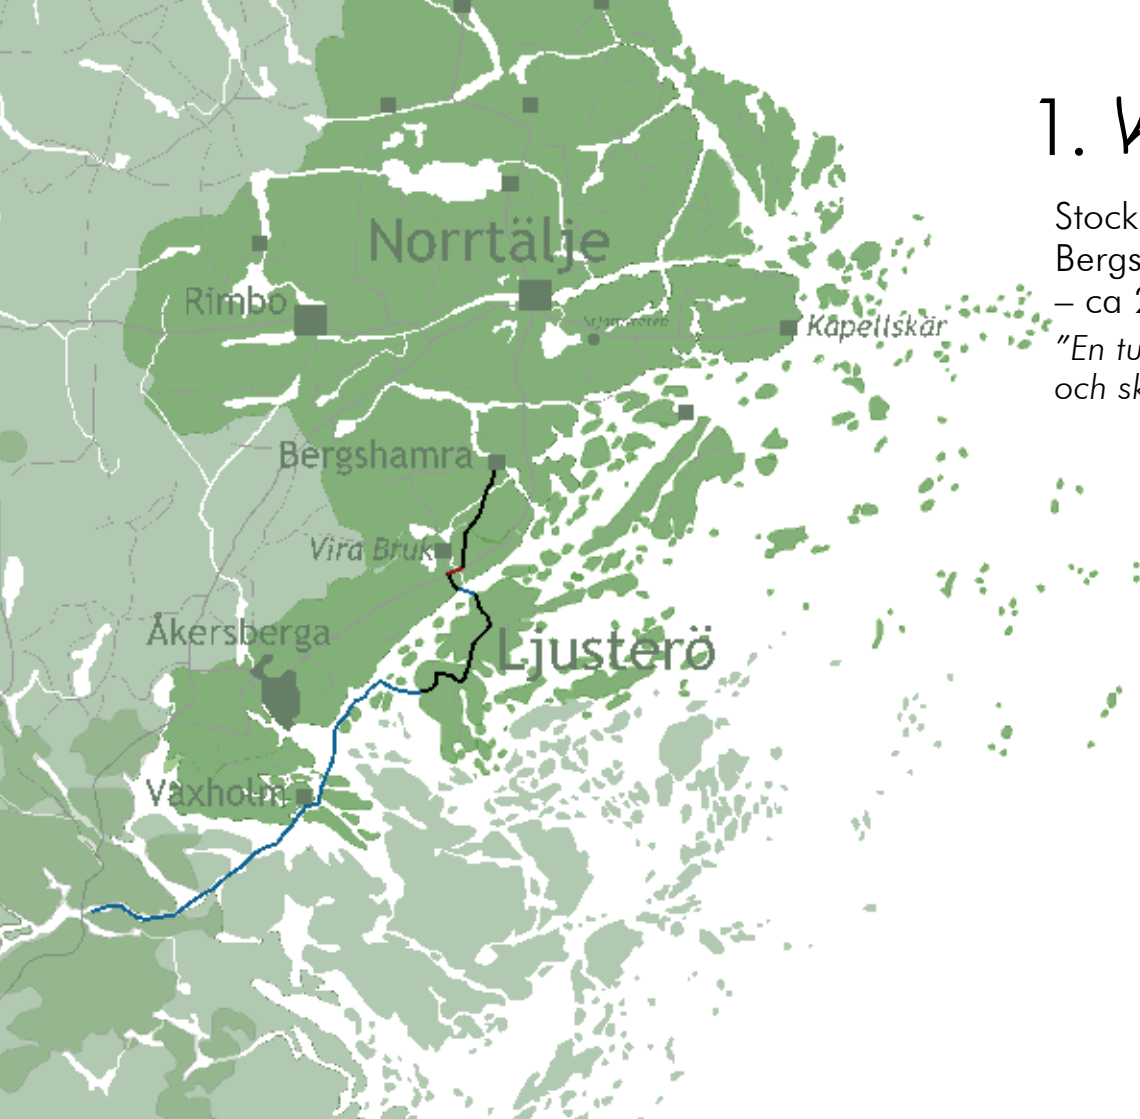 1.
Stock
Bergs
– ca 2
”En tu
och sk
Norrtälje
Rimbo
Kapellskär
Bergshamra
Vira Bruk
Åkersberga
Ljusterö
Vaxholm